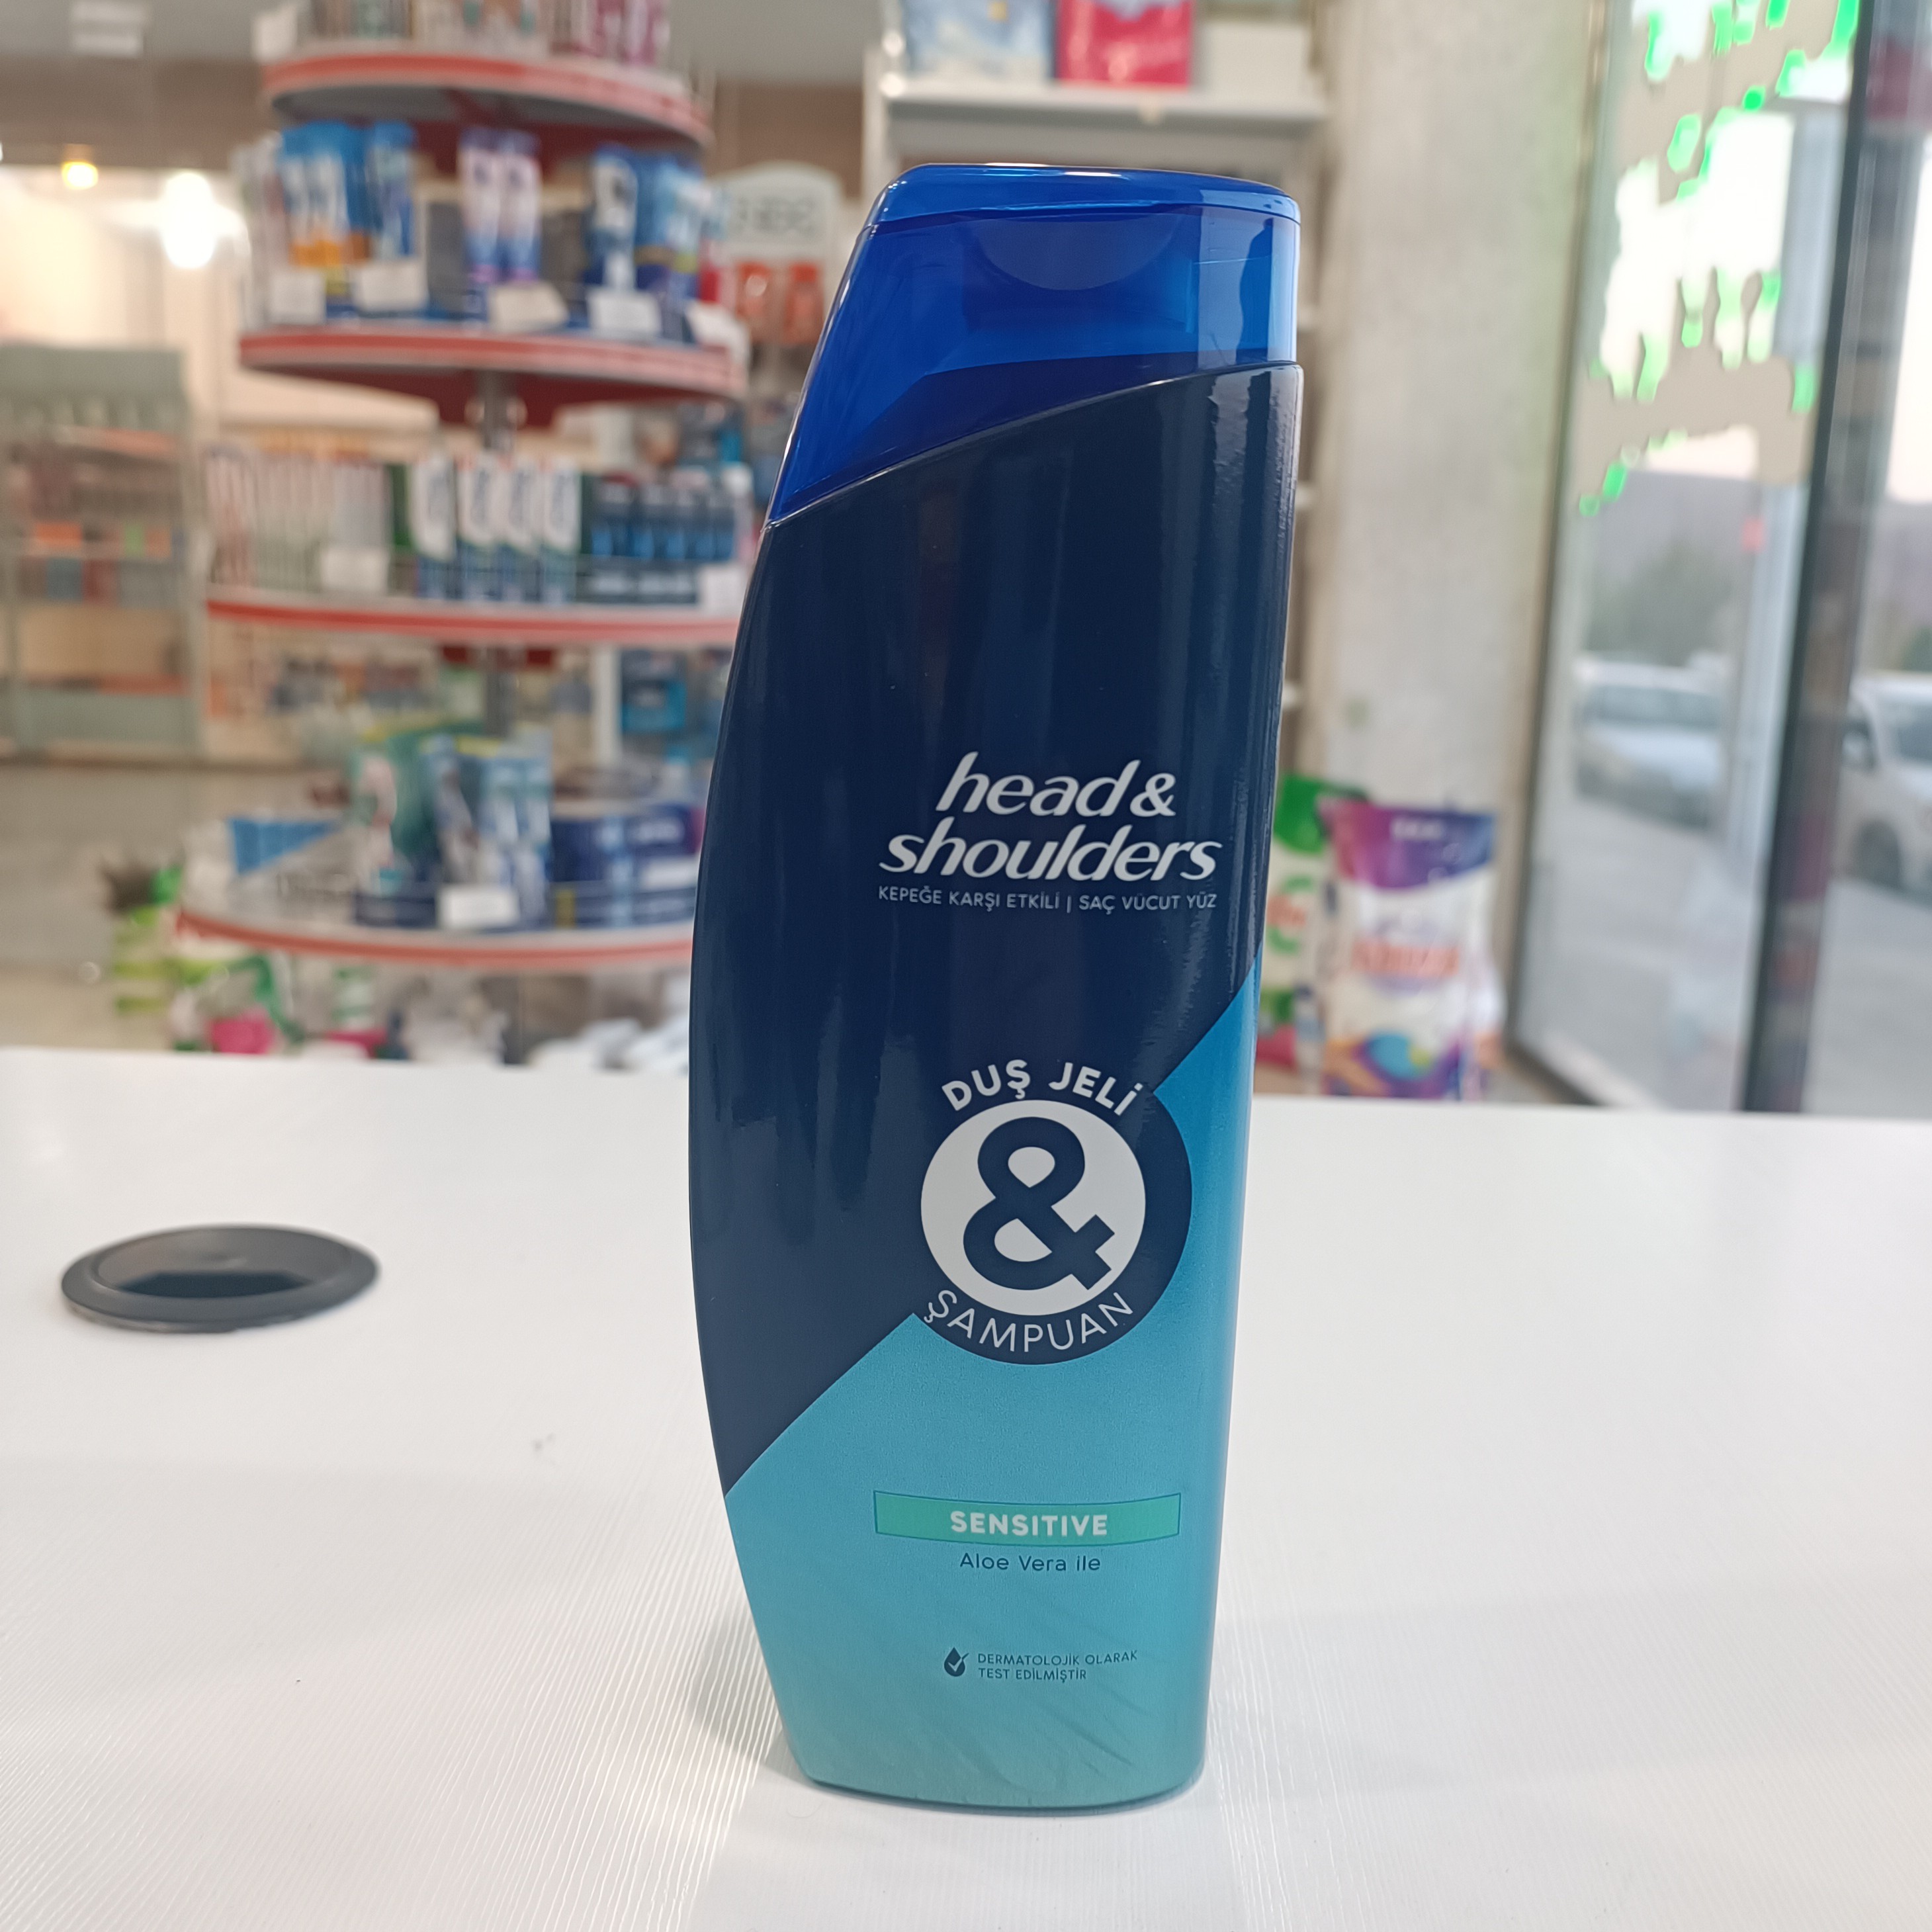 head &
shoulders
KEPEĞE KARŞI ETKİLİ | SAÇ VÜCUT YÜZ
DUŞ JELİ
&
ŞAMPUAN
SENSITIVE
Aloe Vera ile
DERMATOLOJİK OLARAK
TEST EDİLMİŞTİR